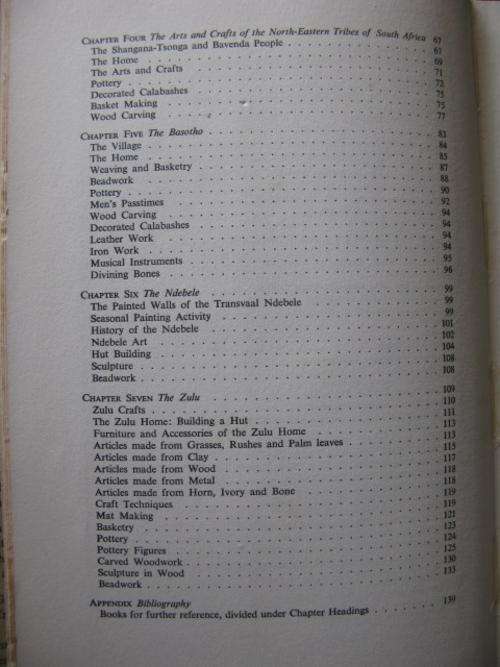 CHAPTER FOUR The Arts and Crafts of the North-Eastern Tribes of South Africa 67
The Shangana-Tsonga and Bavenda People . . . . . 67
The Home . . . . . 69
The Arts and Crafts . . . . . 71
Pottery . . . . . 72
Decorated Calabashes . . . . . 75
Basket Making . . . . . 75
Wood Carving . . . . . 77
CHAPTER FIVE The Basotho . . . . . 83
The Village . . . . . 84
The Home . . . . . 85
Weaving and Basketry . . . . . 87
Beadwork . . . . . 88
Pottery . . . . . 90
Men's Passtimes . . . . . 92
Wood Carving . . . . . 94
Decorated Calabashes . . . . . 94
Leather Work . . . . . 94
Iron Work . . . . . 94
Musical Instruments . . . . . 95
Divining Bones . . . . . 96
CHAPTER SIX The Ndebele . . . . . 99
The Painted Walls of the Transvaal Ndebele . . . . . 99
Seasonal Painting Activity . . . . . 99
History of the Ndebele . . . . . 101
Ndebele Art . . . . . 102
Hut Building . . . . . 104
Sculpture . . . . . 108
Beadwork . . . . . 108
CHAPTER SEVEN The Zulu . . . . . 109
Zulu Crafts . . . . . 110
The Zulu Home: Building a Hut . . . . . 111
Furniture and Accessories of the Zulu Home . . . . . 113
Articles made from Grasses, Rushes and Palm leaves . . . . . 113
Articles made from Clay . . . . . 115
Articles made from Wood . . . . . 117
Articles made from Metal . . . . . 118
Articles made from Horn, Ivory and Bone . . . . . 118
Craft Techniques . . . . . 119
Mat Making . . . . . 119
Basketry . . . . . 121
Pottery . . . . . 123
Pottery Figures . . . . . 124
Carved Woodwork . . . . . 125
Sculpture in Wood . . . . . 130
Beadwork . . . . . 133
APPENDIX Bibliography
Books for further reference, divided under Chapter Headings . . . . . 139